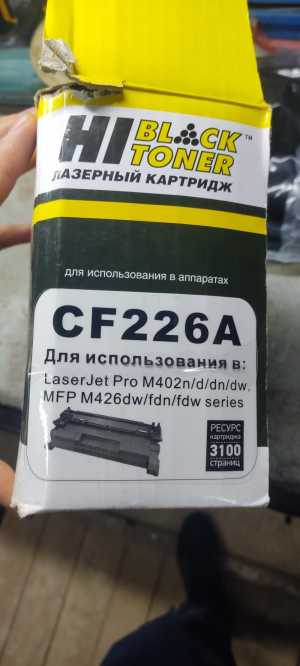 HI BLACK TONER™
ЛАЗЕРНЫЙ КАРТРИДЖ
для использования в аппаратах
CF226A
Для использования в:
LaserJet Pro M402n/d/dn/dw.
MFP M426dw/fdn/fdw series
РЕСУРС
картриджа
3100
страниц